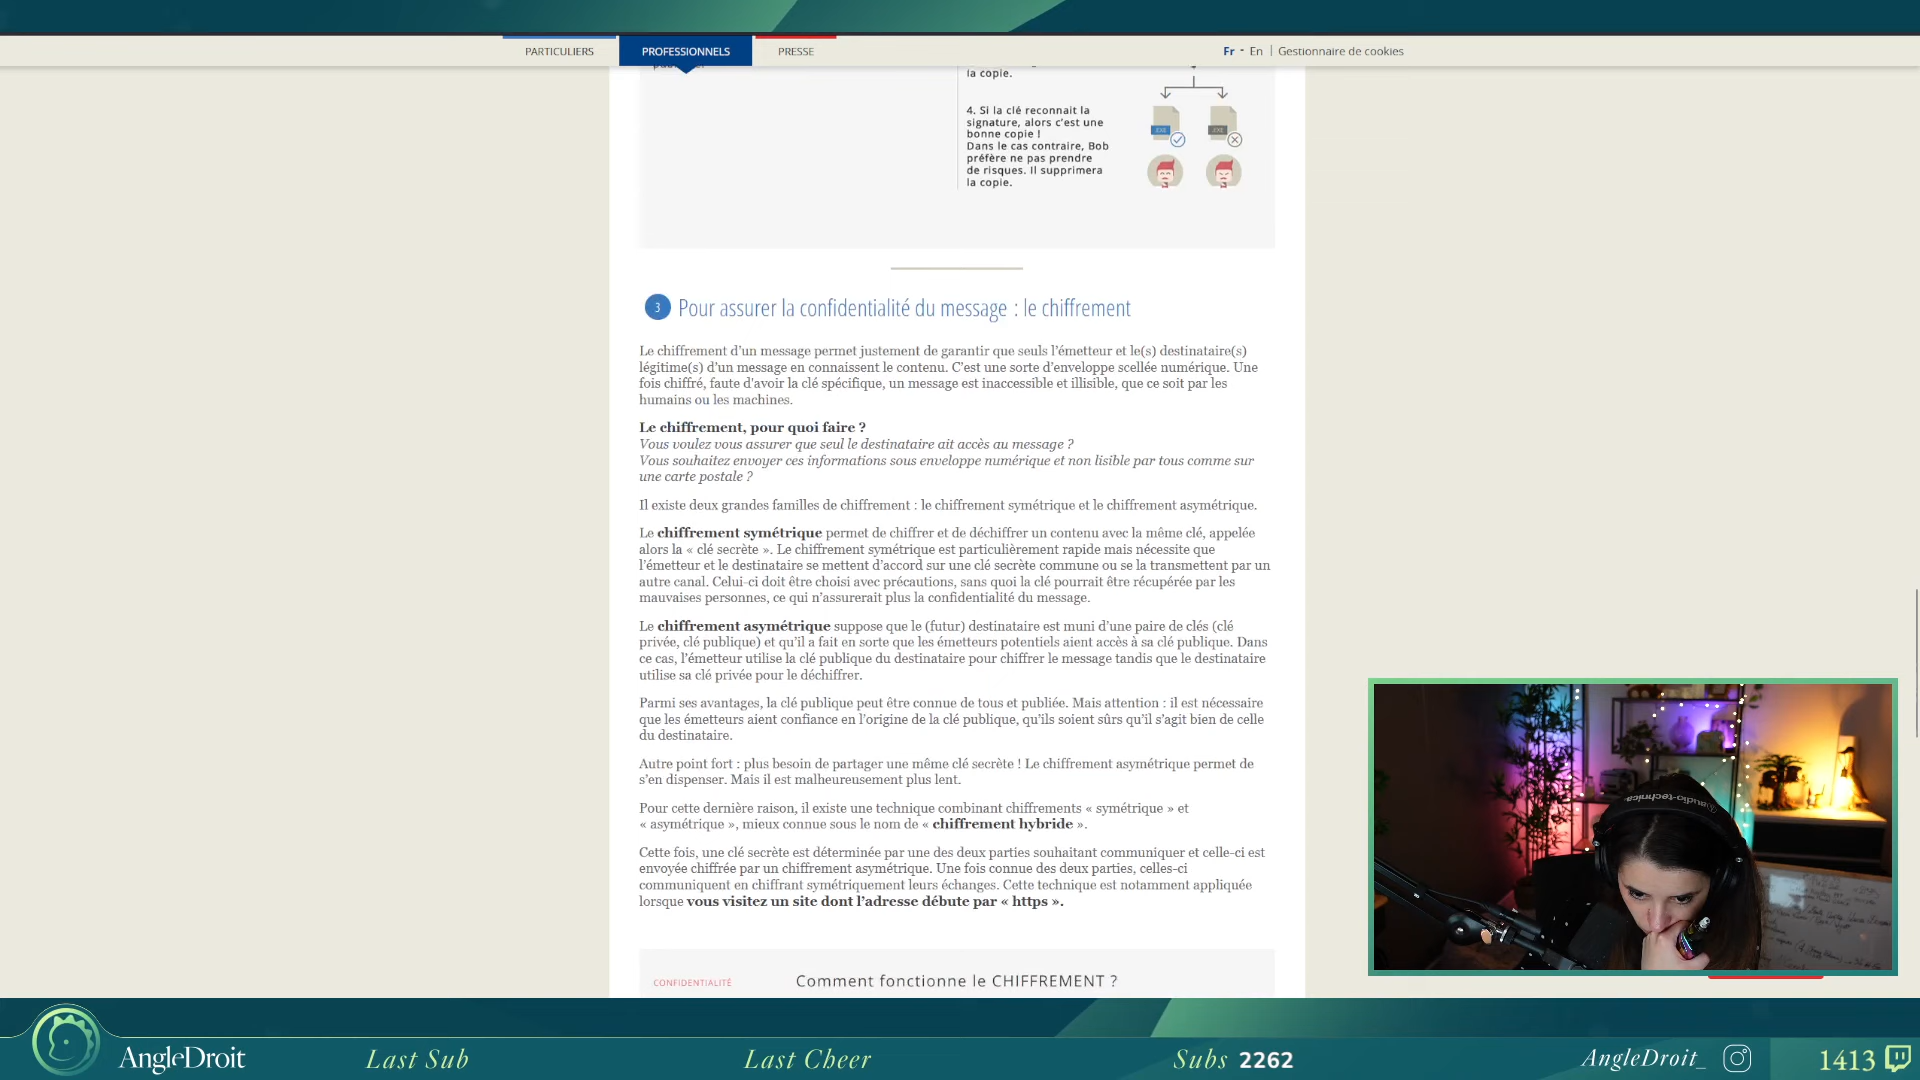 PARTICULIERS
PROFESSIONNELS
PRESSE
Fr - En | Gestionnaire de cookies
la copie.
4. Si la clé reconnait la
signature, alors c’est une
bonne copie !
Dans le cas contraire, Bob
préfère ne pas prendre
de risques. Il supprimera
la copie.
3 Pour assurer la confidentialité du message : le chiffrement
Le chiffrement d’un message permet justement de garantir que seuls l’émetteur et le(s) destinataire(s)
légitime(s) d’un message en connaissent le contenu. C’est une sorte d’enveloppe scellée numérique. Une
fois chiffré, faute d'avoir la clé spécifique, un message est inaccessible et illisible, que ce soit par les
humains ou les machines.
Le chiffrement, pour quoi faire ?
Vous voulez vous assurer que seul le destinataire ait accès au message ?
Vous souhaitez envoyer ces informations sous enveloppe numérique et non lisible par tous comme sur
une carte postale ?
Il existe deux grandes familles de chiffrement : le chiffrement symétrique et le chiffrement asymétrique.
Le chiffrement symétrique permet de chiffrer et de déchiffrer un contenu avec la même clé, appelée
alors la « clé secrète ». Le chiffrement symétrique est particulièrement rapide mais nécessite que
l’émetteur et le destinataire se mettent d’accord sur une clé secrète commune ou se la transmettent par un
autre canal. Celui-ci doit être choisi avec précautions, sans quoi la clé pourrait être récupérée par les
mauvaises personnes, ce qui n’assurerait plus la confidentialité du message.
Le chiffrement asymétrique suppose que le (futur) destinataire est muni d’une paire de clés (clé
privée, clé publique) et qu’il a fait en sorte que les émetteurs potentiels aient accès à sa clé publique. Dans
ce cas, l’émetteur utilise la clé publique du destinataire pour chiffrer le message tandis que le destinataire
utilise sa clé privée pour le déchiffrer.
Parmi ses avantages, la clé publique peut être connue de tous et publiée. Mais attention : il est nécessaire
que les émetteurs aient confiance en l’origine de la clé publique, qu’ils soient sûrs qu’il s’agit bien de celle
du destinataire.
Autre point fort : plus besoin de partager une même clé secrète ! Le chiffrement asymétrique permet de
s’en dispenser. Mais il est malheureusement plus lent.
Pour cette dernière raison, il existe une technique combinant chiffrements « symétrique » et
« asymétrique », mieux connue sous le nom de « chiffrement hybride ».
Cette fois, une clé secrète est déterminée par une des deux parties souhaitant communiquer et celle-ci est
envoyée chiffrée par un chiffrement asymétrique. Une fois connue des deux parties, celles-ci
communiquent en chiffrant symétriquement leurs échanges. Cette technique est notamment appliquée
lorsque vous visitez un site dont l’adresse débute par « https ».
CONFIDENTIALITÉ
Comment fonctionne le CHIFFREMENT ?
audio-technica
AngleDroit
Last Sub
Last Cheer
Subs 2262
AngleDroit_
1413